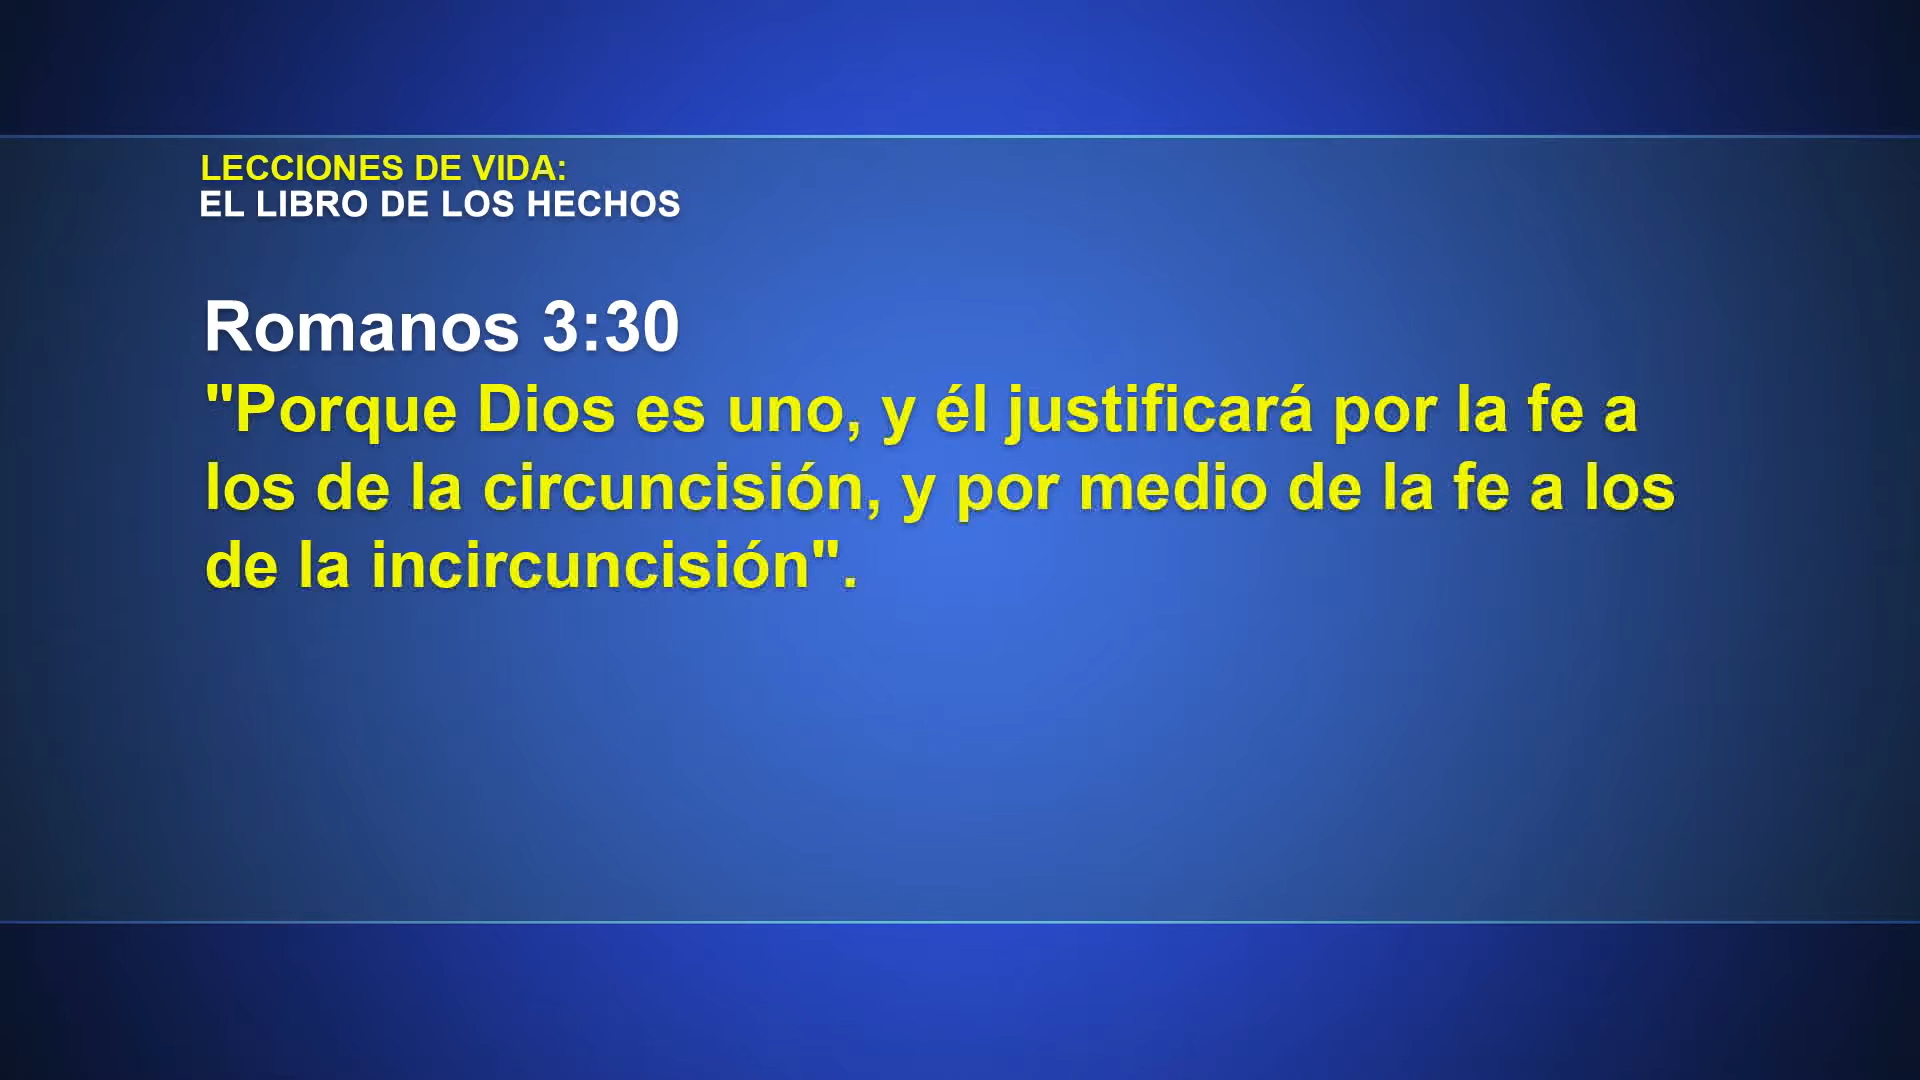 LECCIONES DE VIDA:
EL LIBRO DE LOS HECHOS
Romanos 3:30
"Porque Dios es uno, y él justificará por la fe a
los de la circuncisión, y por medio de la fe a los
de la incircuncisión".